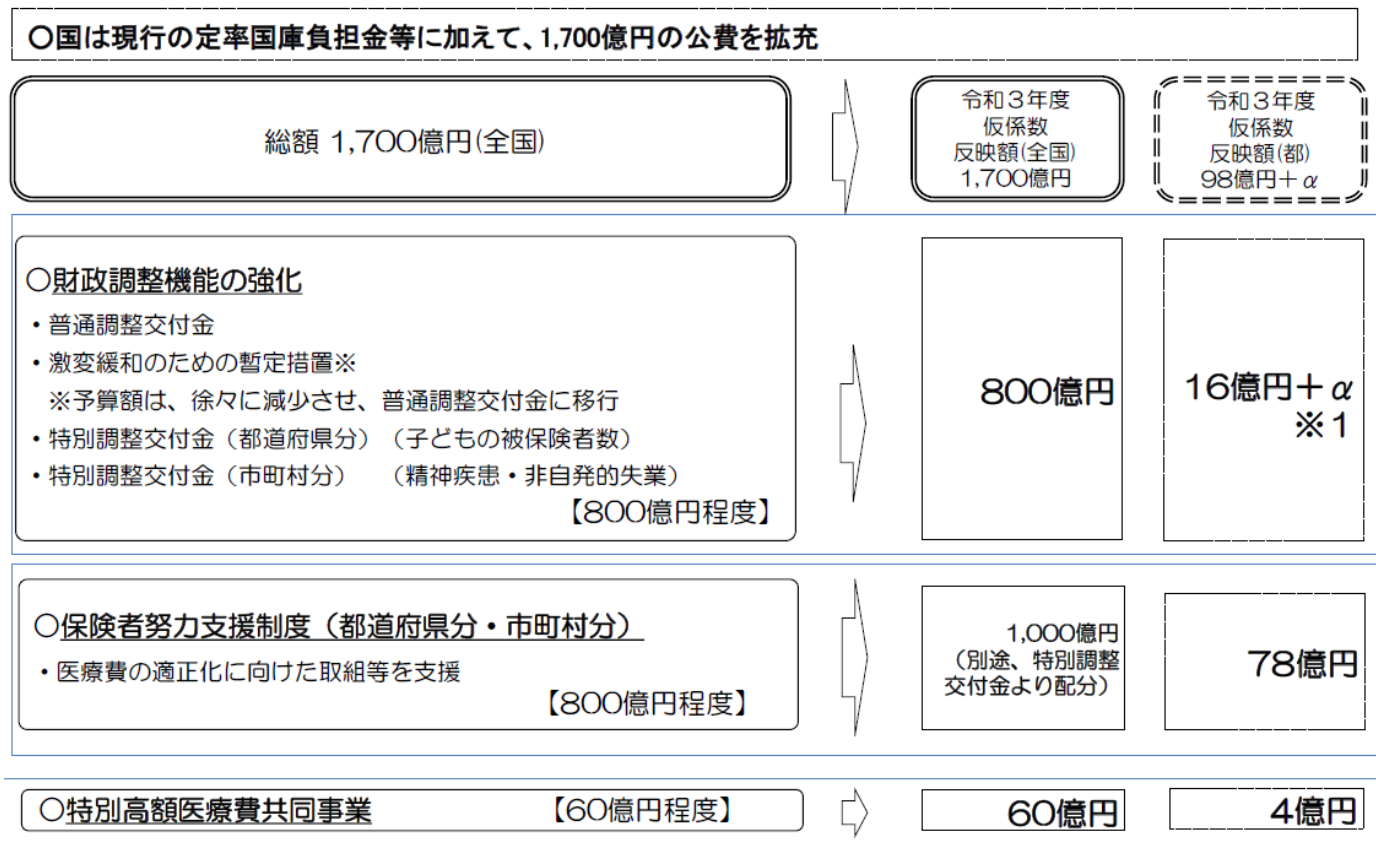 〇国は現行の定率国庫負担金等に加えて、1,700億円の公費を拡充
総額 1,700億円(全国)
令和３年度
仮係数
反映額(全国)
1,700億円
令和３年度
仮係数
反映額(都)
98億円＋α
〇財政調整機能の強化
・普通調整交付金
・激変緩和のための暫定措置※
※予算額は、徐々に減少させ、普通調整交付金に移行
・特別調整交付金（都道府県分）（子どもの被保険者数）
・特別調整交付金（市町村分）　（精神疾患・非自発的失業）
【800億円程度】
800億円
16億円＋α
※１
〇保険者努力支援制度（都道府県分・市町村分）
・医療費の適正化に向けた取組等を支援
【800億円程度】
1,000億円
（別途、特別調整
交付金より配分）
78億円
〇特別高額医療費共同事業　【60億円程度】
60億円
4億円